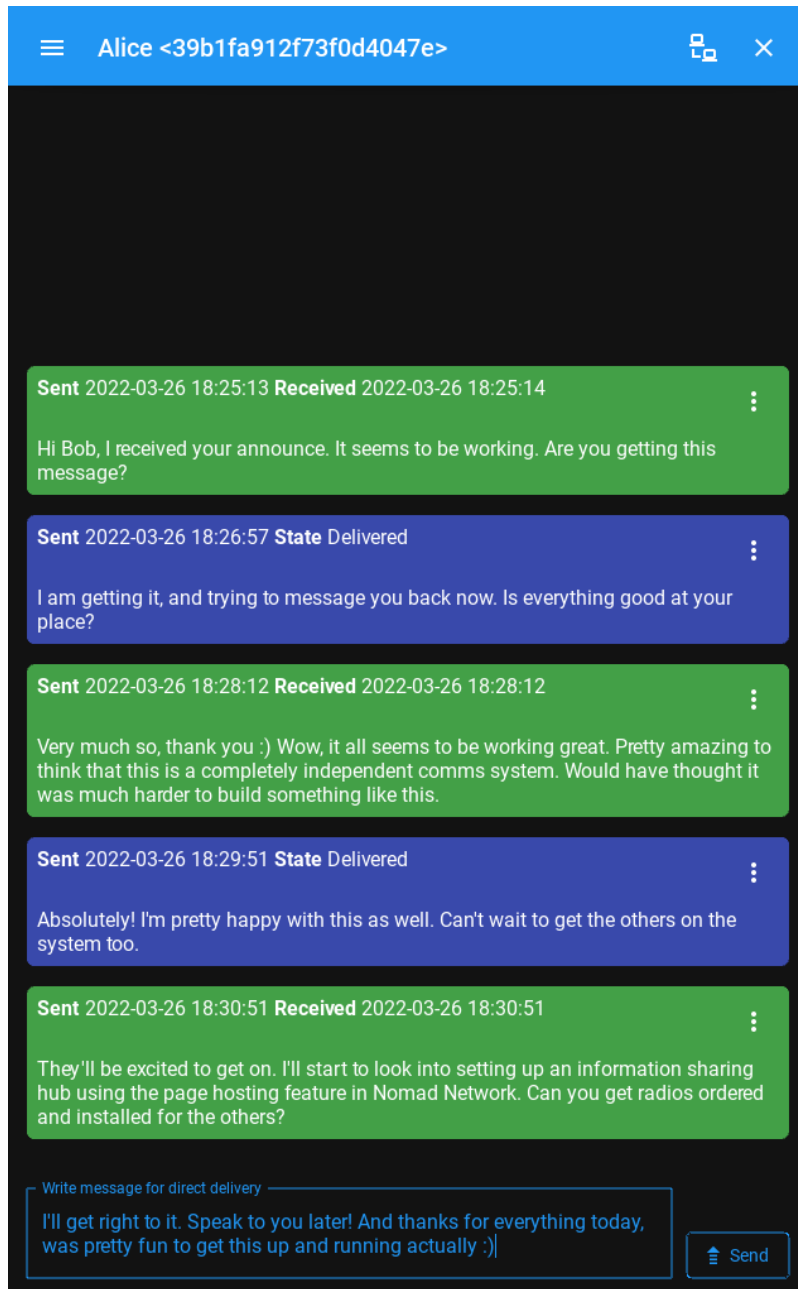 Alice <39b1fa912f73f0d4047e>
Sent 2022-03-26 18:25:13 Received 2022-03-26 18:25:14
Hi Bob, I received your announce. It seems to be working. Are you getting this
message?
Sent 2022-03-26 18:26:57 State Delivered
I am getting it, and trying to message you back now. Is everything good at your
place?
Sent 2022-03-26 18:28:12 Received 2022-03-26 18:28:12
Very much so, thank you :) Wow, it all seems to be working great. Pretty amazing to
think that this is a completely independent comms system. Would have thought it
was much harder to build something like this.
Sent 2022-03-26 18:29:51 State Delivered
Absolutely! I'm pretty happy with this as well. Can't wait to get the others on the
system too.
Sent 2022-03-26 18:30:51 Received 2022-03-26 18:30:51
They'll be excited to get on. I'll start to look into setting up an information sharing
hub using the page hosting feature in Nomad Network. Can you get radios ordered
and installed for the others?
Write message for direct delivery
I'll get right to it. Speak to you later! And thanks for everything today,
was pretty fun to get this up and running actually :)
Send